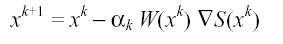 x^{k+1} = x^k − α_k W(x^k) ∇S(x^k)